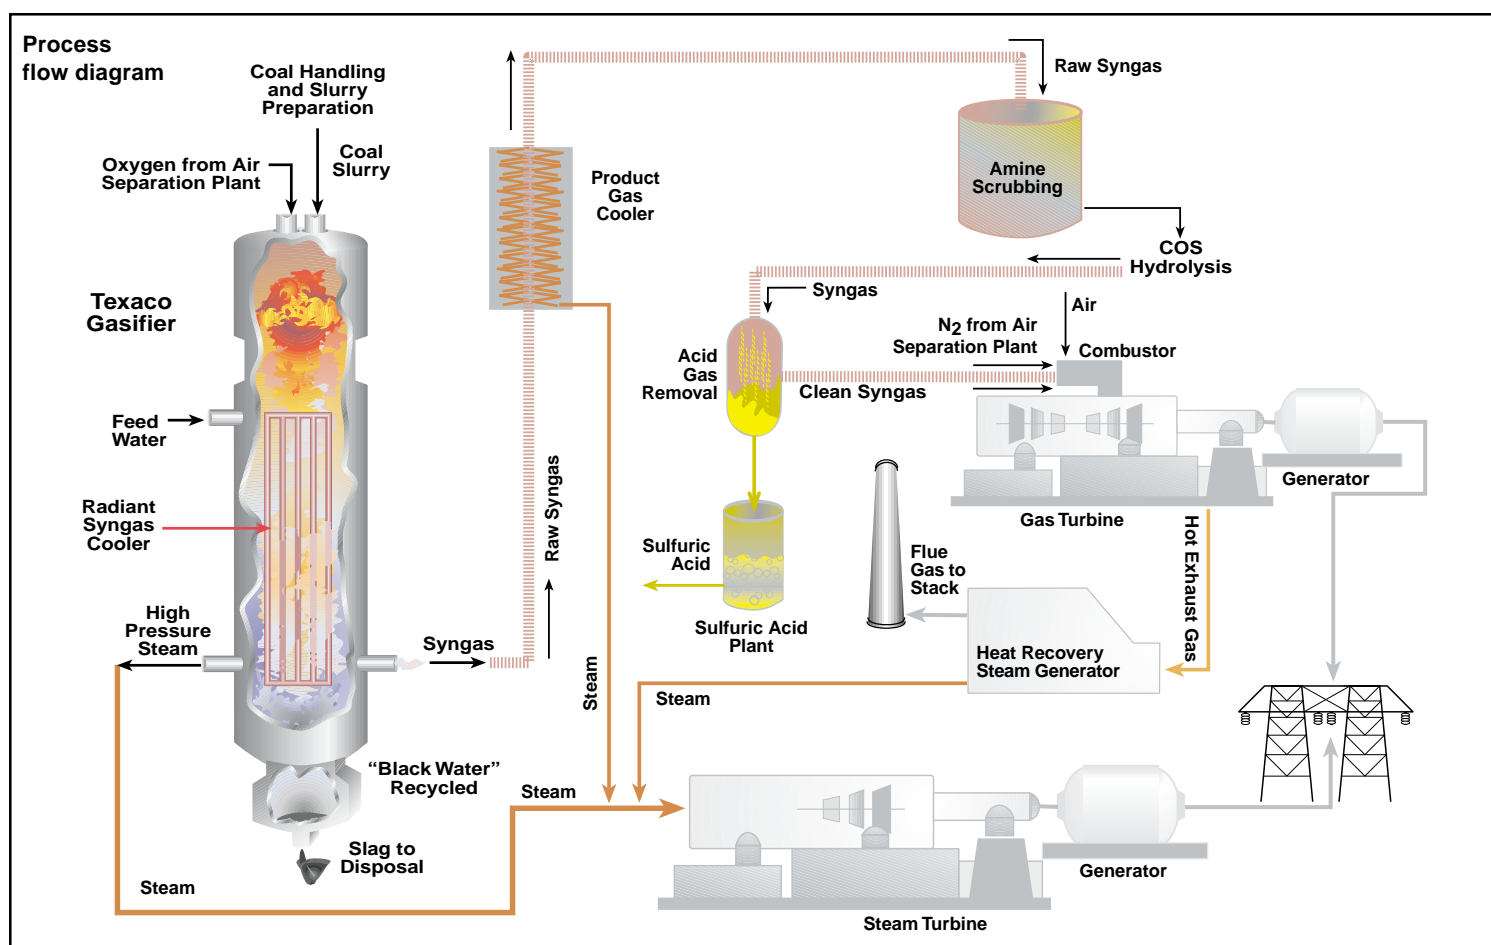 Process
flow diagram
Coal Handling
and Slurry
Preparation
Oxygen from Air
Separation Plant
Coal
Slurry
Texaco
Gasifier
Feed
Water
Radiant
Syngas
Cooler
High
Pressure
Steam
Syngas
"Black Water"
Recycled
Slag to
Disposal
Steam
Steam
Raw Syngas
Product
Gas
Cooler
Steam
Raw Syngas
Amine
Scrubbing
COS
Hydrolysis
Syngas
Air
N2 from Air
Separation Plant
Combustor
Acid
Gas
Removal
Clean Syngas
Generator
Gas Turbine
Hot Exhaust Gas
Sulfuric
Acid
Sulfuric Acid
Plant
Flue
Gas to
Stack
Heat Recovery
Steam Generator
Steam
Generator
Steam Turbine